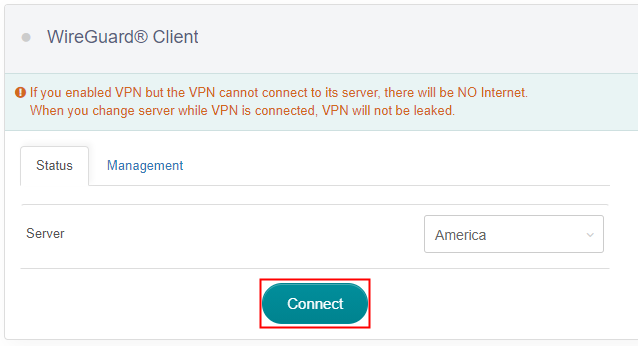 WireGuard® Client
If you enabled VPN but the VPN cannot connect to its server, there will be NO Internet.
When you change server while VPN is connected, VPN will not be leaked.
Status Management
Server America
Connect